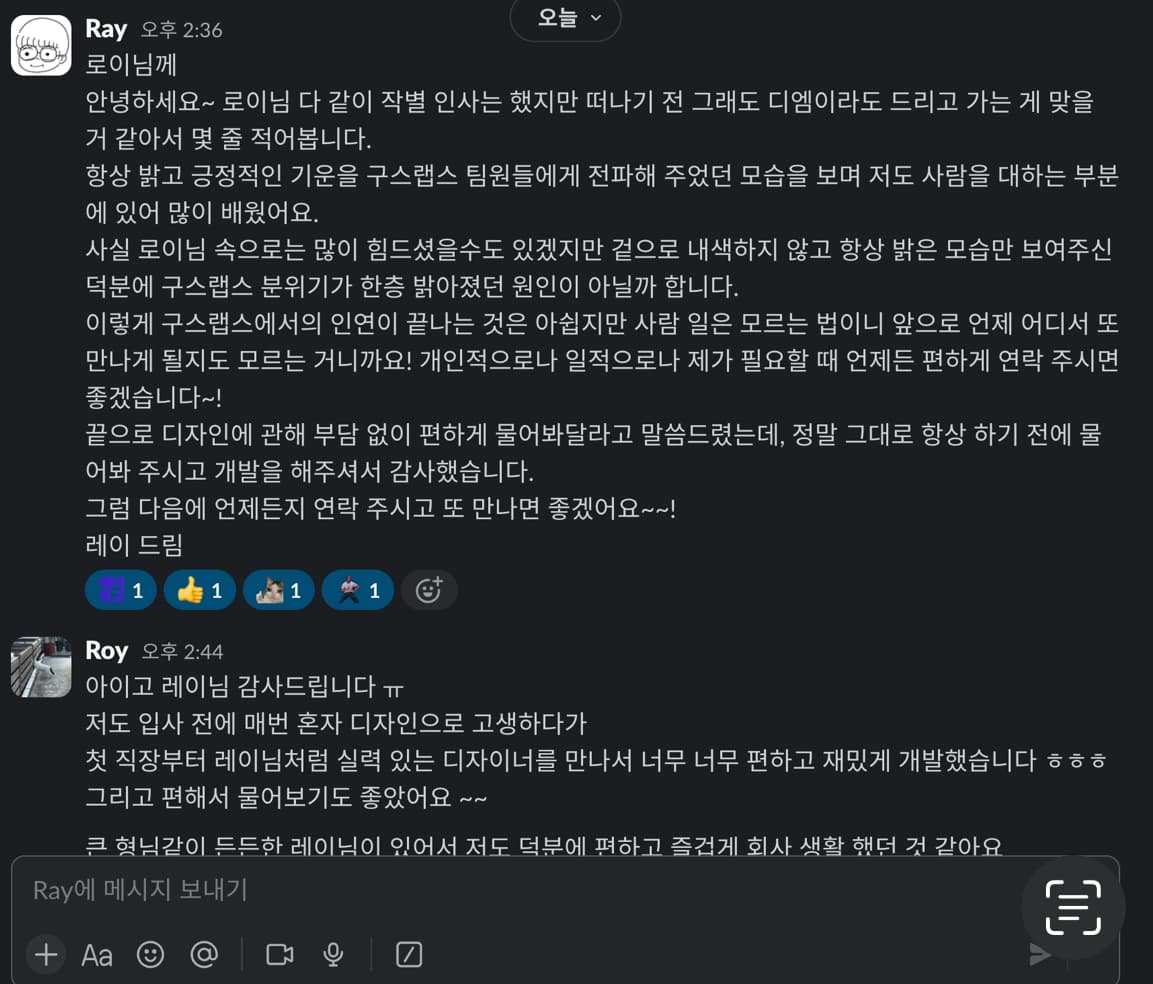 오늘
Ray 오후 2:36
로이님께
안녕하세요~ 로이님 다 같이 작별 인사는 했지만 떠나기 전 그래도 디엠이라도 드리고 가는 게 맞을
거 같아서 몇 줄 적어봅니다.
항상 밝고 긍정적인 기운을 구스랩스 팀원들에게 전파해 주었던 모습을 보며 저도 사람을 대하는 부분
에 있어 많이 배웠어요.
사실 로이님 속으로는 많이 힘드셨을수도 있겠지만 겉으로 내색하지 않고 항상 밝은 모습만 보여주신
덕분에 구스랩스 분위기가 한층 밝아졌던 원인이 아닐까 합니다.
이렇게 구스랩스에서의 인연이 끝나는 것은 아쉽지만 사람 일은 모르는 법이니 앞으로 언제 어디서 또
만나게 될지도 모르는 거니까요! 개인적으로나 일적으로나 제가 필요할 때 언제든 편하게 연락 주시면
좋겠습니다~!
끝으로 디자인에 관해 부담 없이 편하게 물어봐달라고 말씀드렸는데, 정말 그대로 항상 하기 전에 물
어봐 주시고 개발을 해주셔서 감사했습니다.
그럼 다음에 언제든지 연락 주시고 또 만나면 좋겠어요~~!
레이 드림
1 1 1 1
Roy 오후 2:44
아이고 레이님 감사드립니다 ㅠ
저도 입사 전에 매번 혼자 디자인으로 고생하다가
첫 직장부터 레이님처럼 실력 있는 디자이너를 만나서 너무 너무 편하고 재밌게 개발했습니다 ㅎㅎㅎ
그리고 편해서 물어보기도 좋았어요 ~~
큰 형님같이 든든한 레이님이 있어서 저도 덕분에 편하고 즐겁게 회사 생활 했던 것 같아요
Ray에 메시지 보내기
Aa